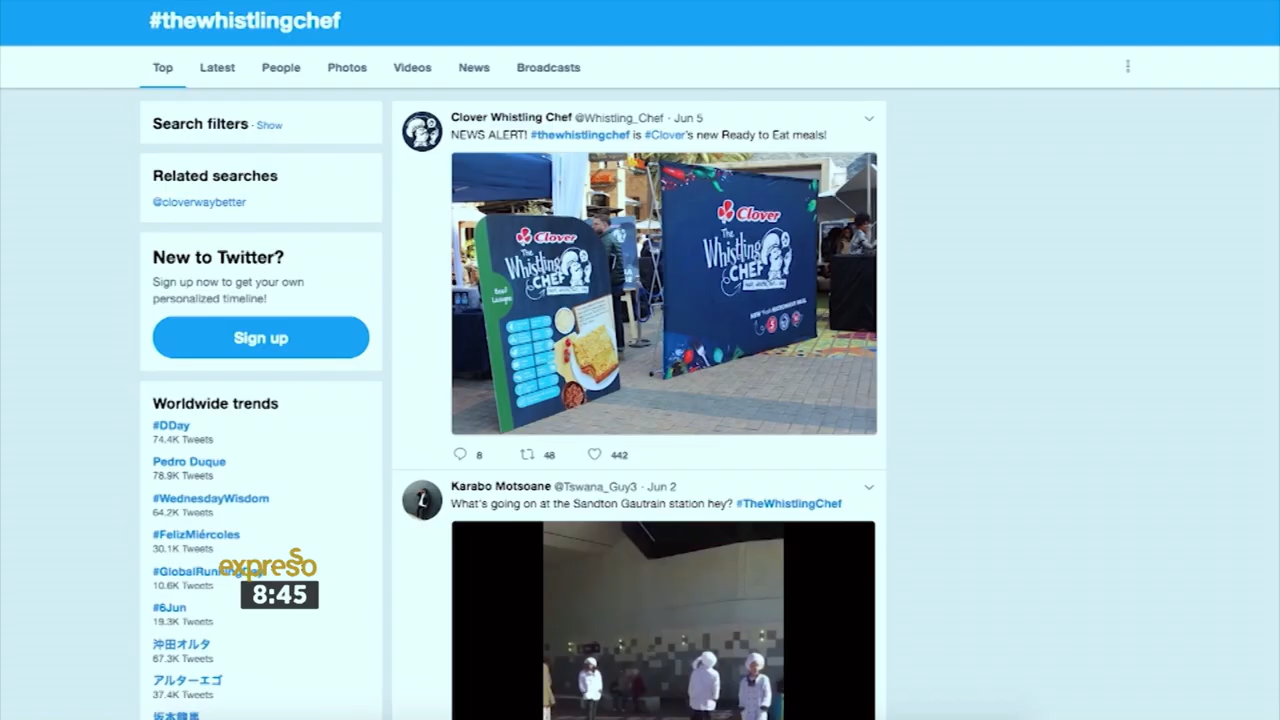 #thewhistlingchef
Top Latest People Photos Videos News Broadcasts
Search filters · Show
Related searches
@cloverwaybetter
New to Twitter?
Sign up now to get your own
personalized timeline!
Sign up
Worldwide trends
#DDay
74.4K Tweets
Pedro Duque
78.9K Tweets
#WednesdayWisdom
64.2K Tweets
#FelizMiércoles
30.1K Tweets
#GlobalRunningDay
10.6K Tweets
#6Jun
19.3K Tweets
沖田オルタ
67.3K Tweets
アルターエゴ
37.4K Tweets
坂本龍馬
expresso
8:45
Clover Whistling Chef @Whistling_Chef · Jun 5
NEWS ALERT! #thewhistlingchef is #Clover's new Ready to Eat meals!
Clover
The
Whistling
CHEF
Beef
Lasagne
Clover
The
Whistling
CHEF
8 48 442
Karabo Motsoane @Tswana_Guy3 · Jun 2
What's going on at the Sandton Gautrain station hey? #TheWhistlingChef